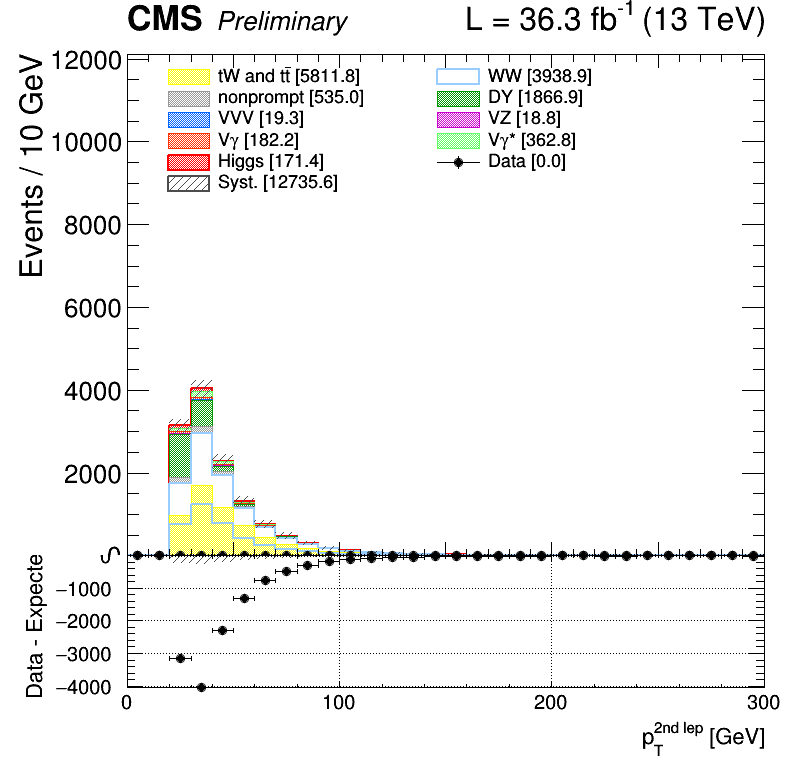 CMS Preliminary L = 36.3 fb-1 (13 TeV)
Events / 10 GeV
12000
10000
8000
6000
4000
2000
0
tW and tt̄ [5811.8]
nonprompt [535.0]
VVV [19.3]
Vγ [182.2]
Higgs [171.4]
Syst. [12735.6]
WW [3938.9]
DY [1866.9]
VZ [18.8]
Vγ* [362.8]
Data [0.0]
Data - Expecte
−1000
−2000
−3000
−4000
0 100 200 300
pT2nd lep [GeV]